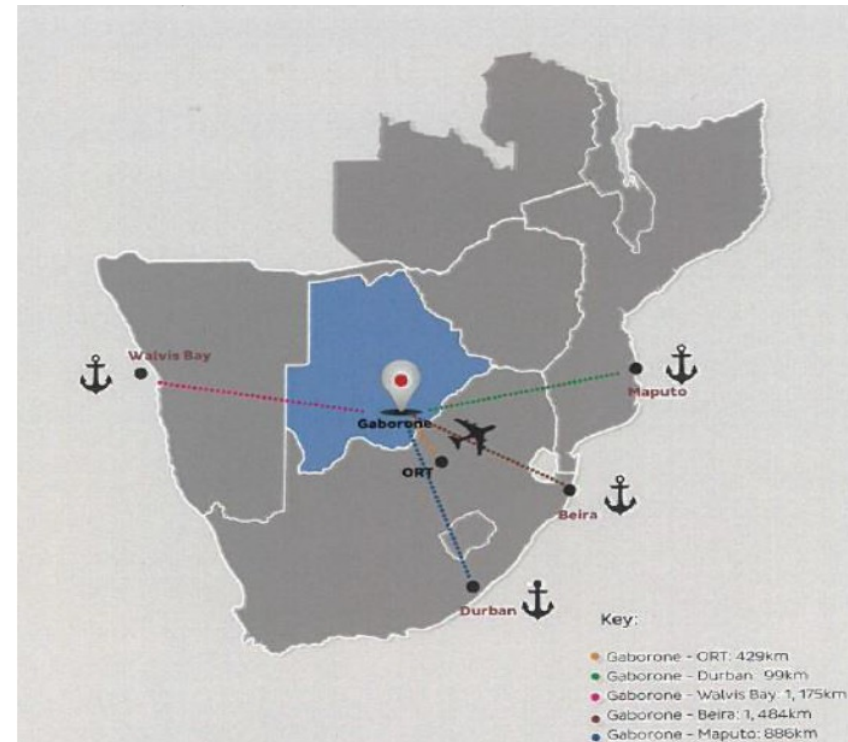 Walvis Bay
Maputo
Gaborone
ORT
Beira
Durban
Key:
Gaborone - ORT: 429km
Gaborone - Durban: 99km
Gaborone - Walvis Bay: 1, 175km
Gaborone - Beira: 1, 484km
Gaborone - Maputo: 886km